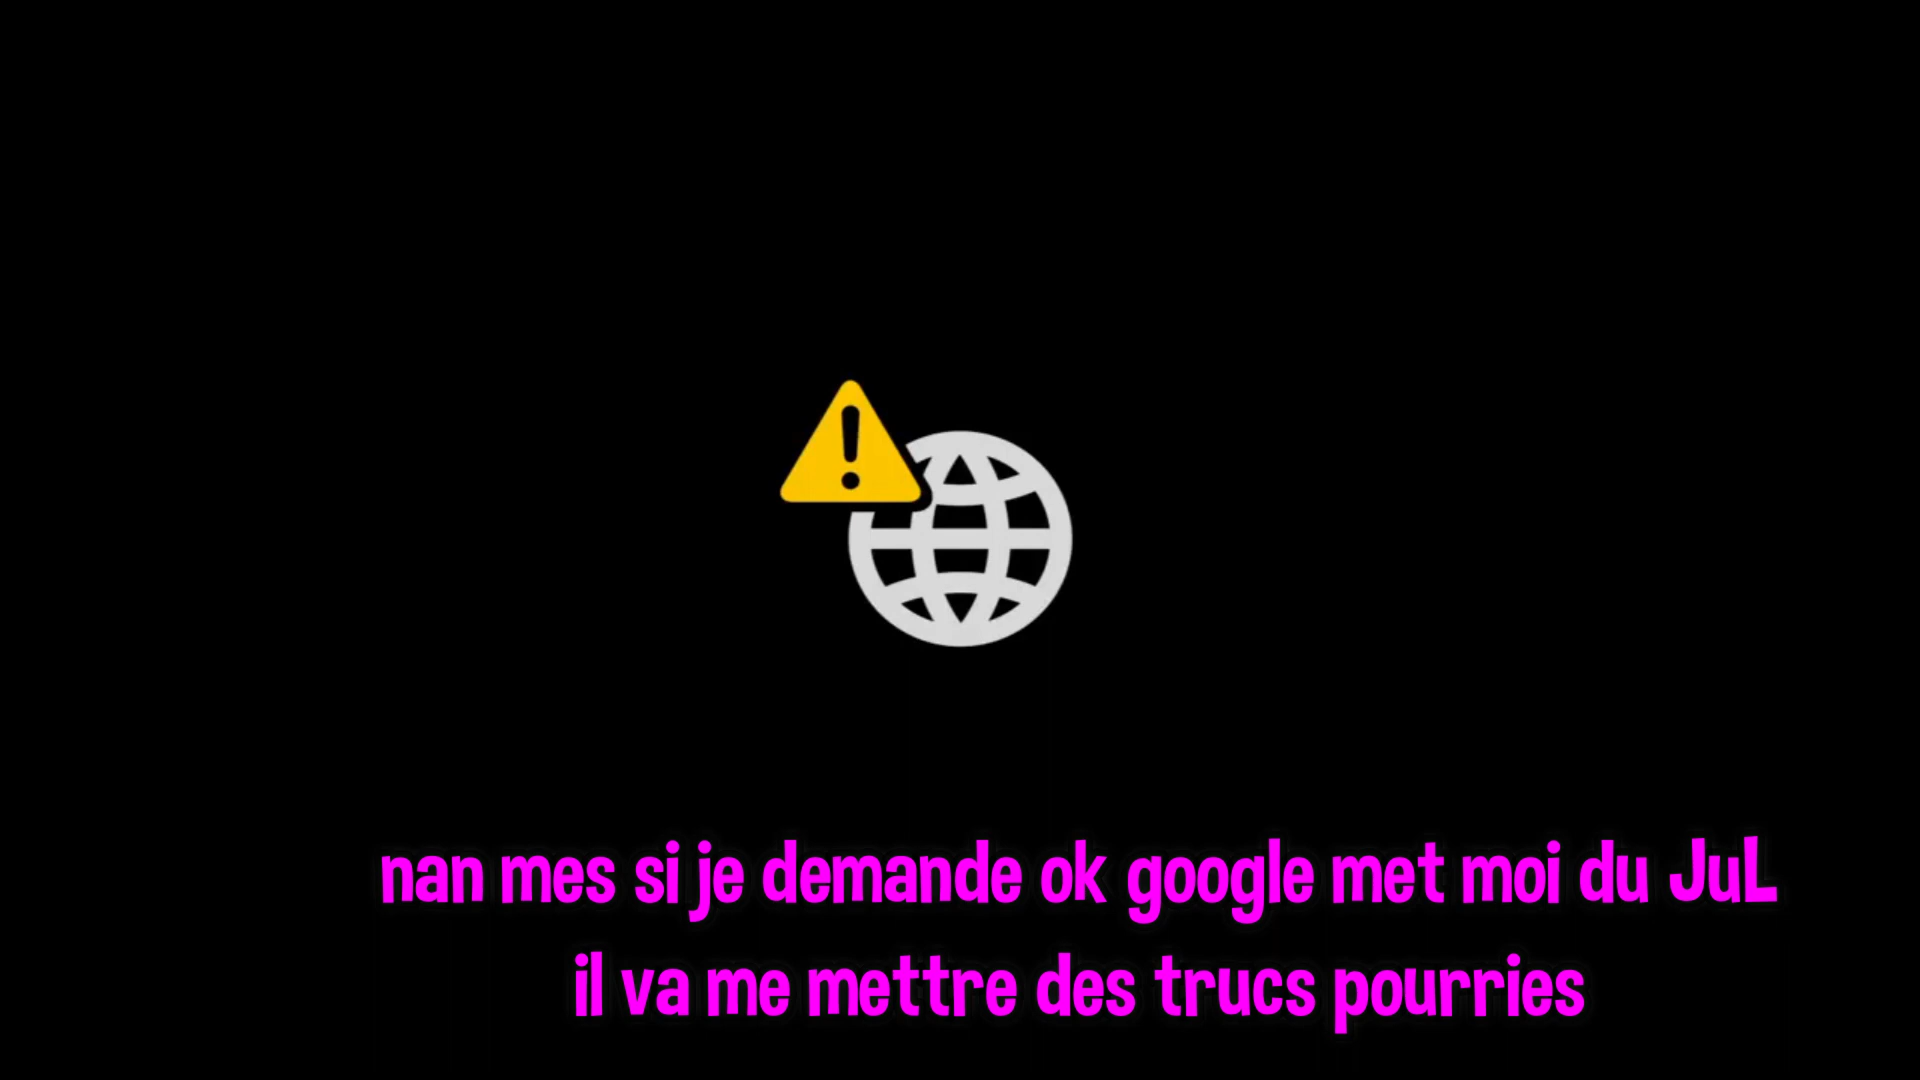 nan mes si je demande ok google met moi du JuL
il va me mettre des trucs pourries